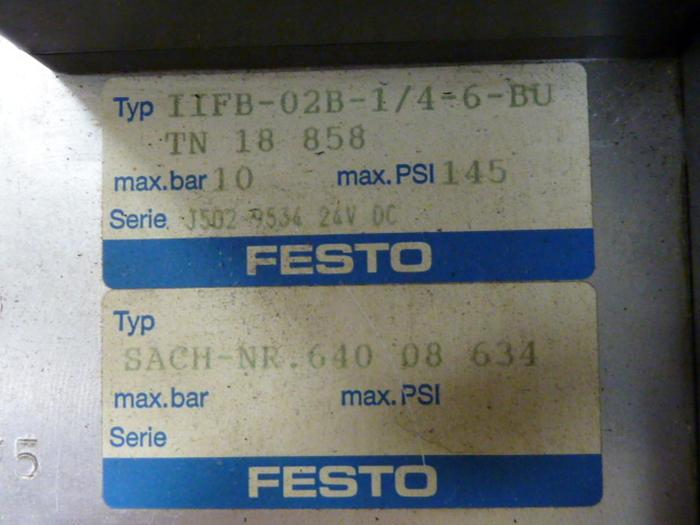 Typ IIFB-02B-1/4-6-BU
TN 18 858
max.bar 10 max.PSI 145
Serie J502 9534 24V DC
FESTO
Typ
SACH-NR.640 08 634
max.bar max.PSI
Serie
5
FESTO